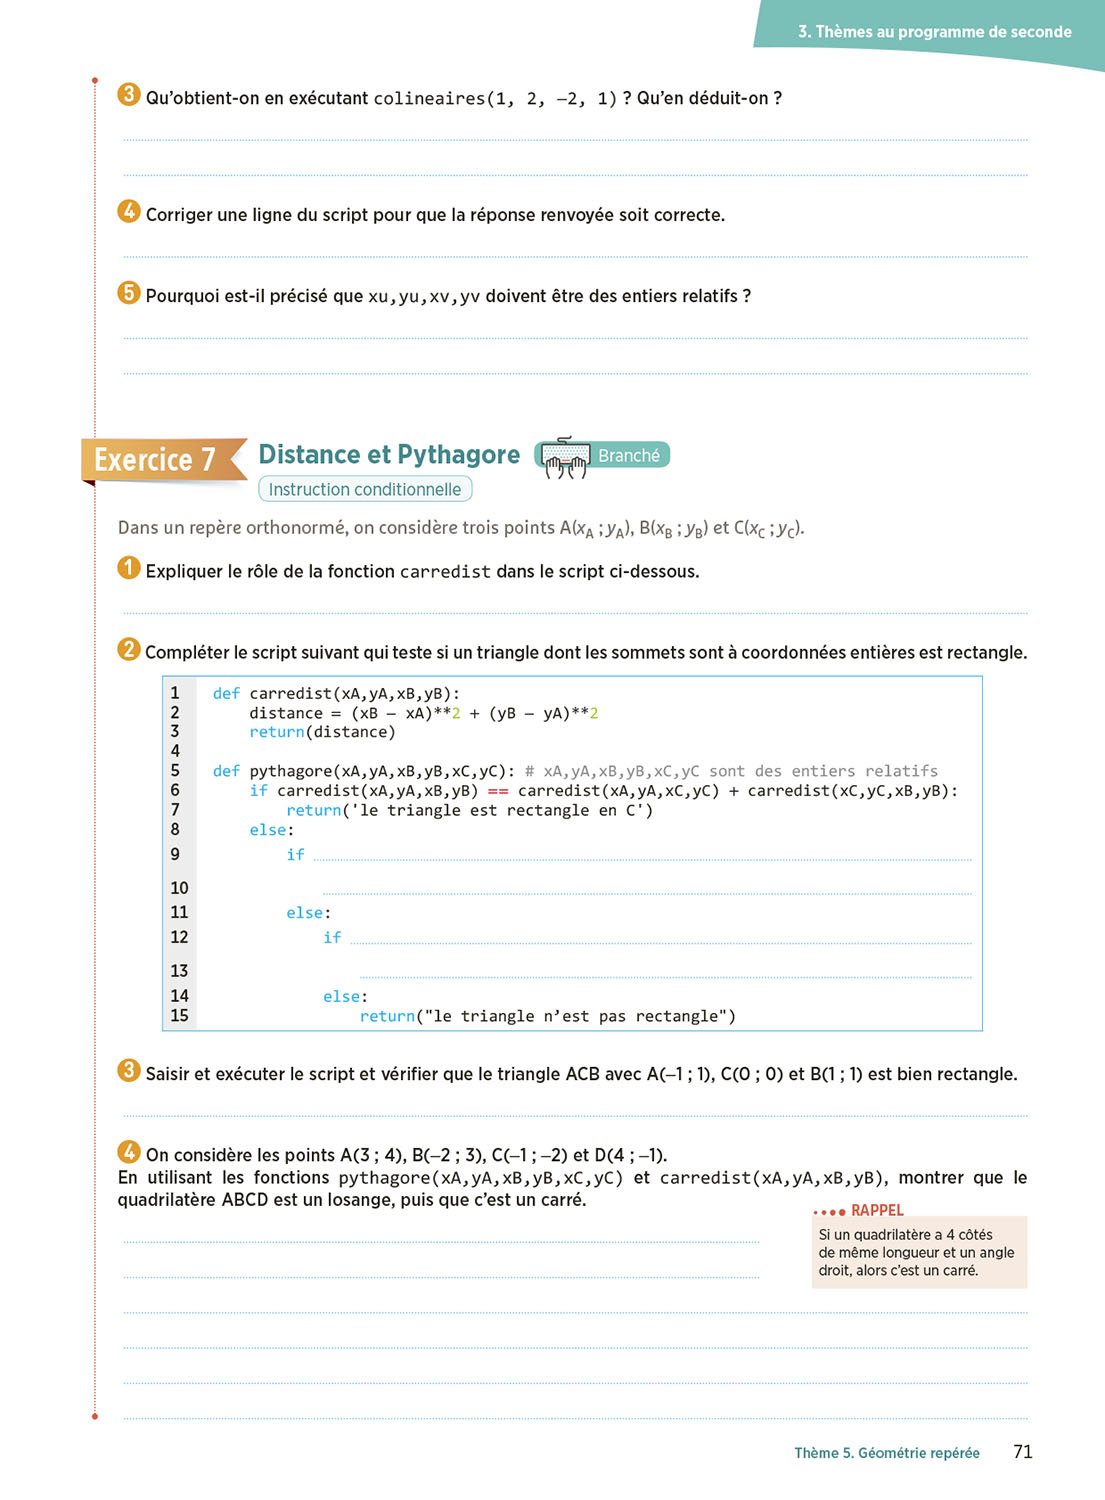 3. Thèmes au programme de seconde
3 Qu’obtient-on en exécutant colineaires(1, 2, –2, 1) ? Qu’en déduit-on ?
4 Corriger une ligne du script pour que la réponse renvoyée soit correcte.
5 Pourquoi est-il précisé que xu,yu,xv,yv doivent être des entiers relatifs ?
Exercice 7 Distance et Pythagore Branché
Instruction conditionnelle
Dans un repère orthonormé, on considère trois points A(xA ; yA), B(xB ; yB) et C(xC ; yC).
1 Expliquer le rôle de la fonction carredist dans le script ci-dessous.
2 Compléter le script suivant qui teste si un triangle dont les sommets sont à coordonnées entières est rectangle.
1 def carredist(xA,yA,xB,yB):
2 distance = (xB – xA)**2 + (yB – yA)**2
3 return(distance)
4
5 def pythagore(xA,yA,xB,yB,xC,yC): # xA,yA,xB,yB,xC,yC sont des entiers relatifs
6 if carredist(xA,yA,xB,yB) == carredist(xA,yA,xC,yC) + carredist(xC,yC,xB,yB):
7 return('le triangle est rectangle en C')
8 else:
9 if
10
11 else:
12 if
13
14 else:
15 return("le triangle n’est pas rectangle")
3 Saisir et exécuter le script et vérifier que le triangle ACB avec A(–1 ; 1), C(0 ; 0) et B(1 ; 1) est bien rectangle.
4 On considère les points A(3 ; 4), B(–2 ; 3), C(–1 ; –2) et D(4 ; –1).
En utilisant les fonctions pythagore(xA,yA,xB,yB,xC,yC) et carredist(xA,yA,xB,yB), montrer que le
quadrilatère ABCD est un losange, puis que c’est un carré.
RAPPEL
Si un quadrilatère a 4 côtés
de même longueur et un angle
droit, alors c’est un carré.
Thème 5. Géométrie repérée 71